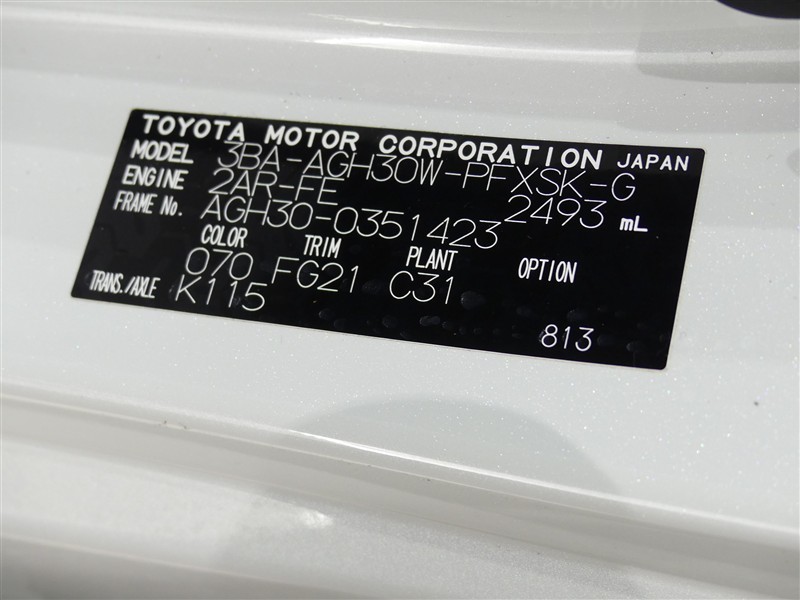 TOYOTA MOTOR CORPORATION JAPAN
MODEL 3BA-AGH30W-PFXSK-G
ENGINE 2AR-FE 2493 mL
FRAME No. AGH30-0351423
COLOR TRIM PLANT OPTION
070 FG21 C31
TRANS./AXLE K115
813